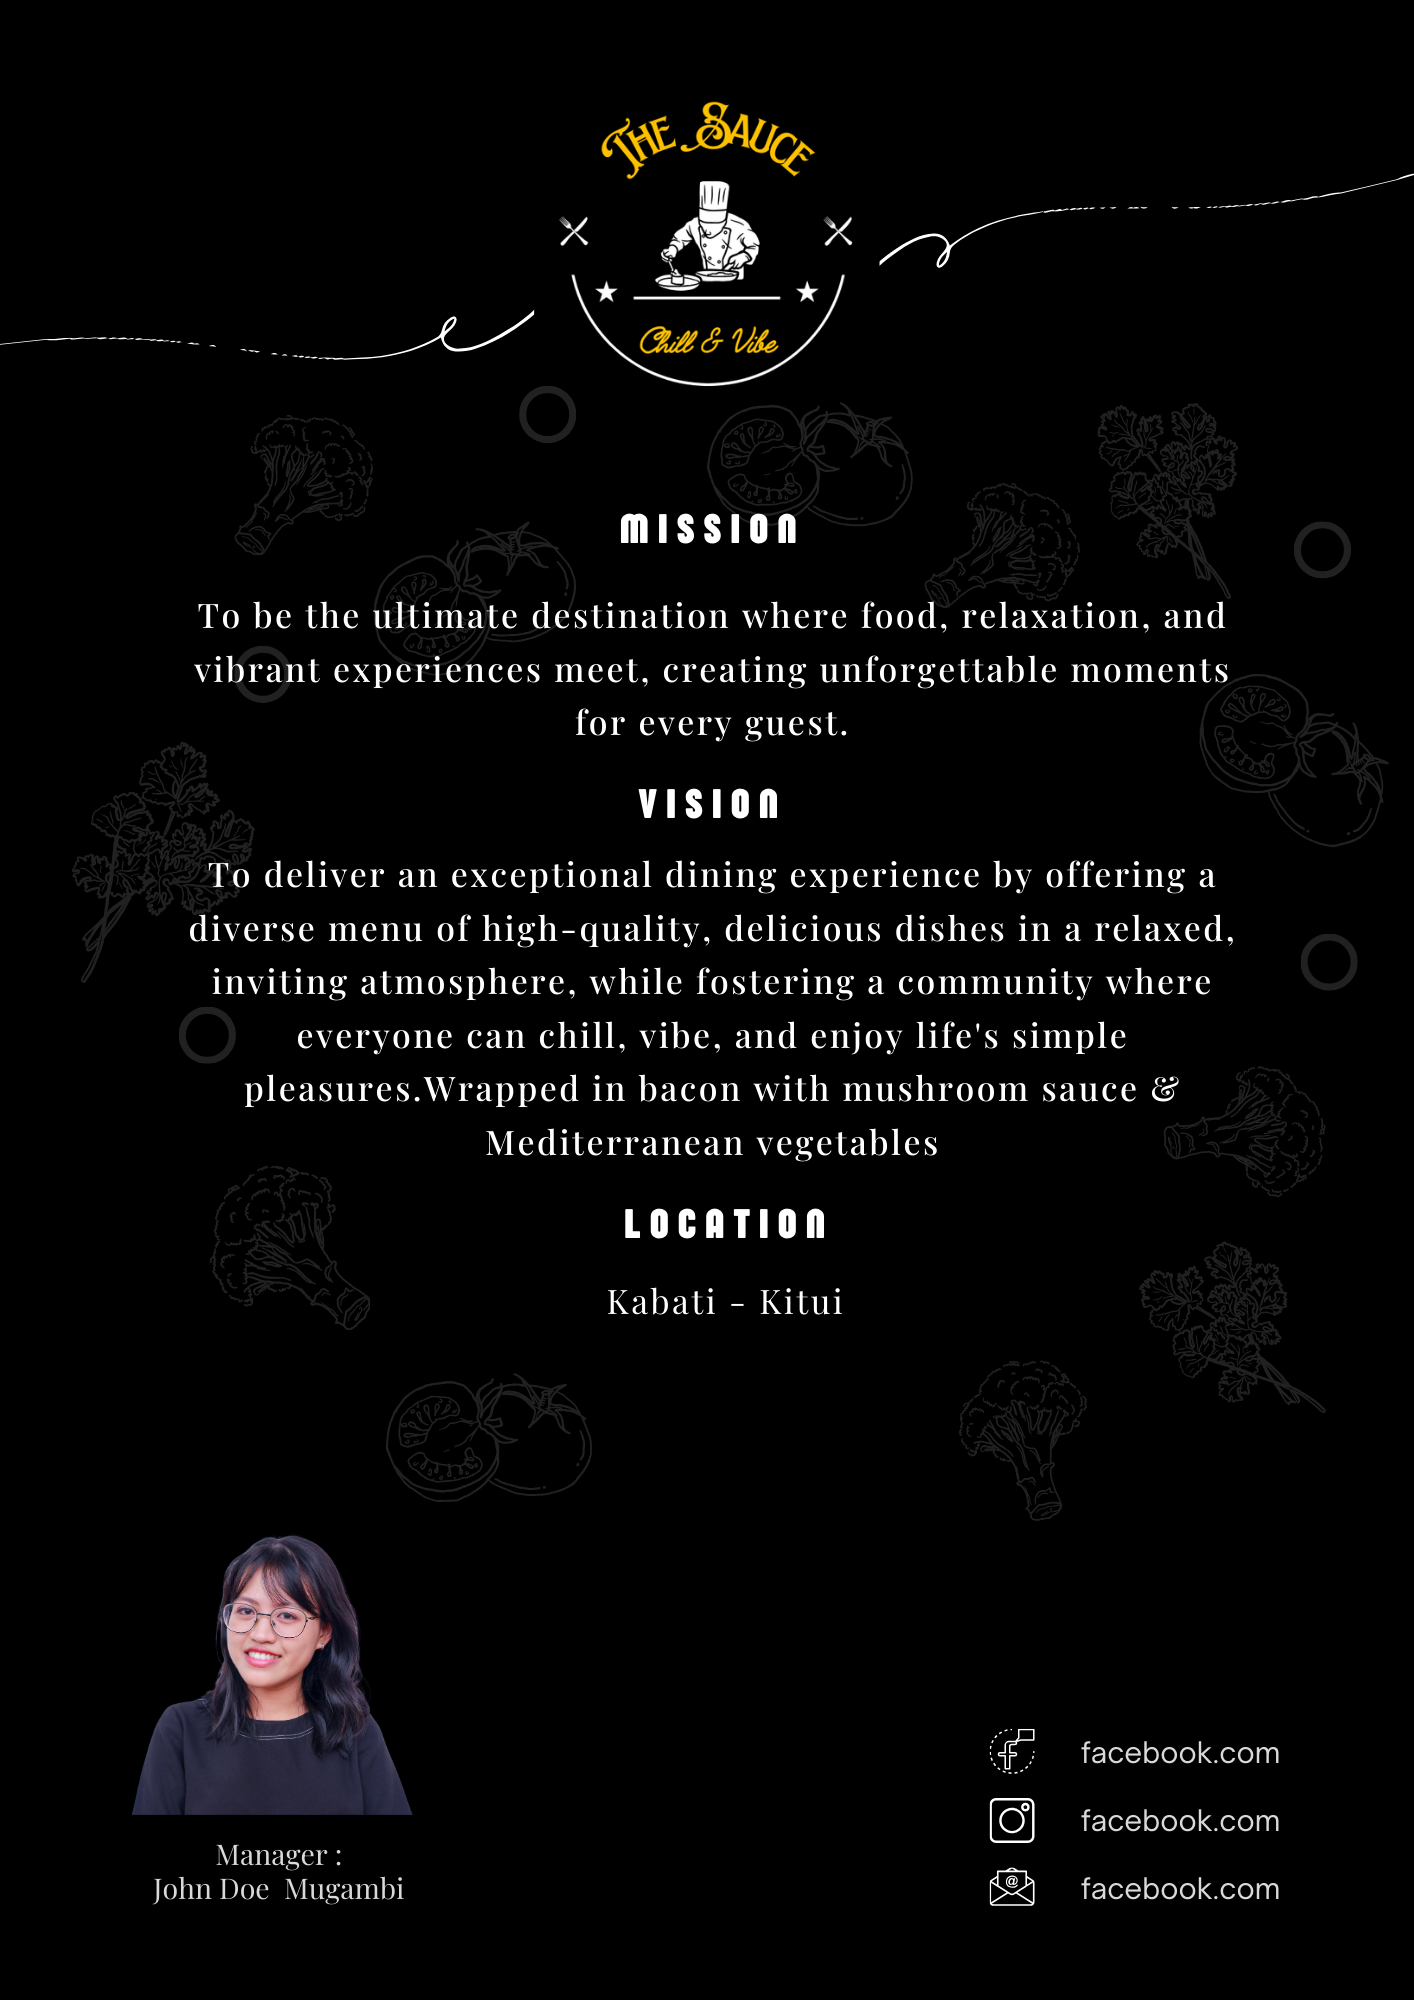 THE SAUCE
Chill & Vibe
MISSION
To be the ultimate destination where food, relaxation, and
vibrant experiences meet, creating unforgettable moments
for every guest.
VISION
To deliver an exceptional dining experience by offering a
diverse menu of high-quality, delicious dishes in a relaxed,
inviting atmosphere, while fostering a community where
everyone can chill, vibe, and enjoy life's simple
pleasures.Wrapped in bacon with mushroom sauce &
Mediterranean vegetables
LOCATION
Kabati - Kitui
Manager :
John Doe Mugambi
facebook.com
facebook.com
facebook.com